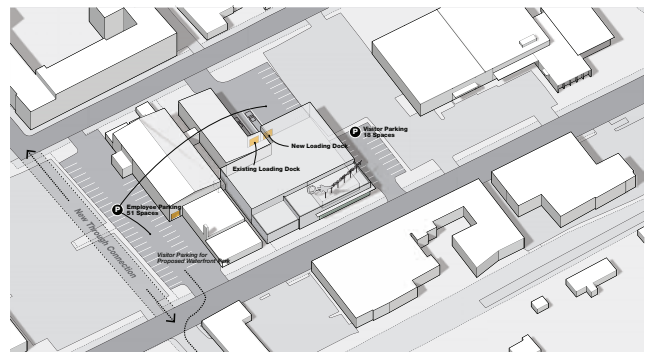 P
Visitor Parking
18 Spaces
New Loading Dock
Existing Loading Dock
P
Employee Parking
51 Spaces
New Through Connection
Visitor Parking for
Proposed Waterfront Park